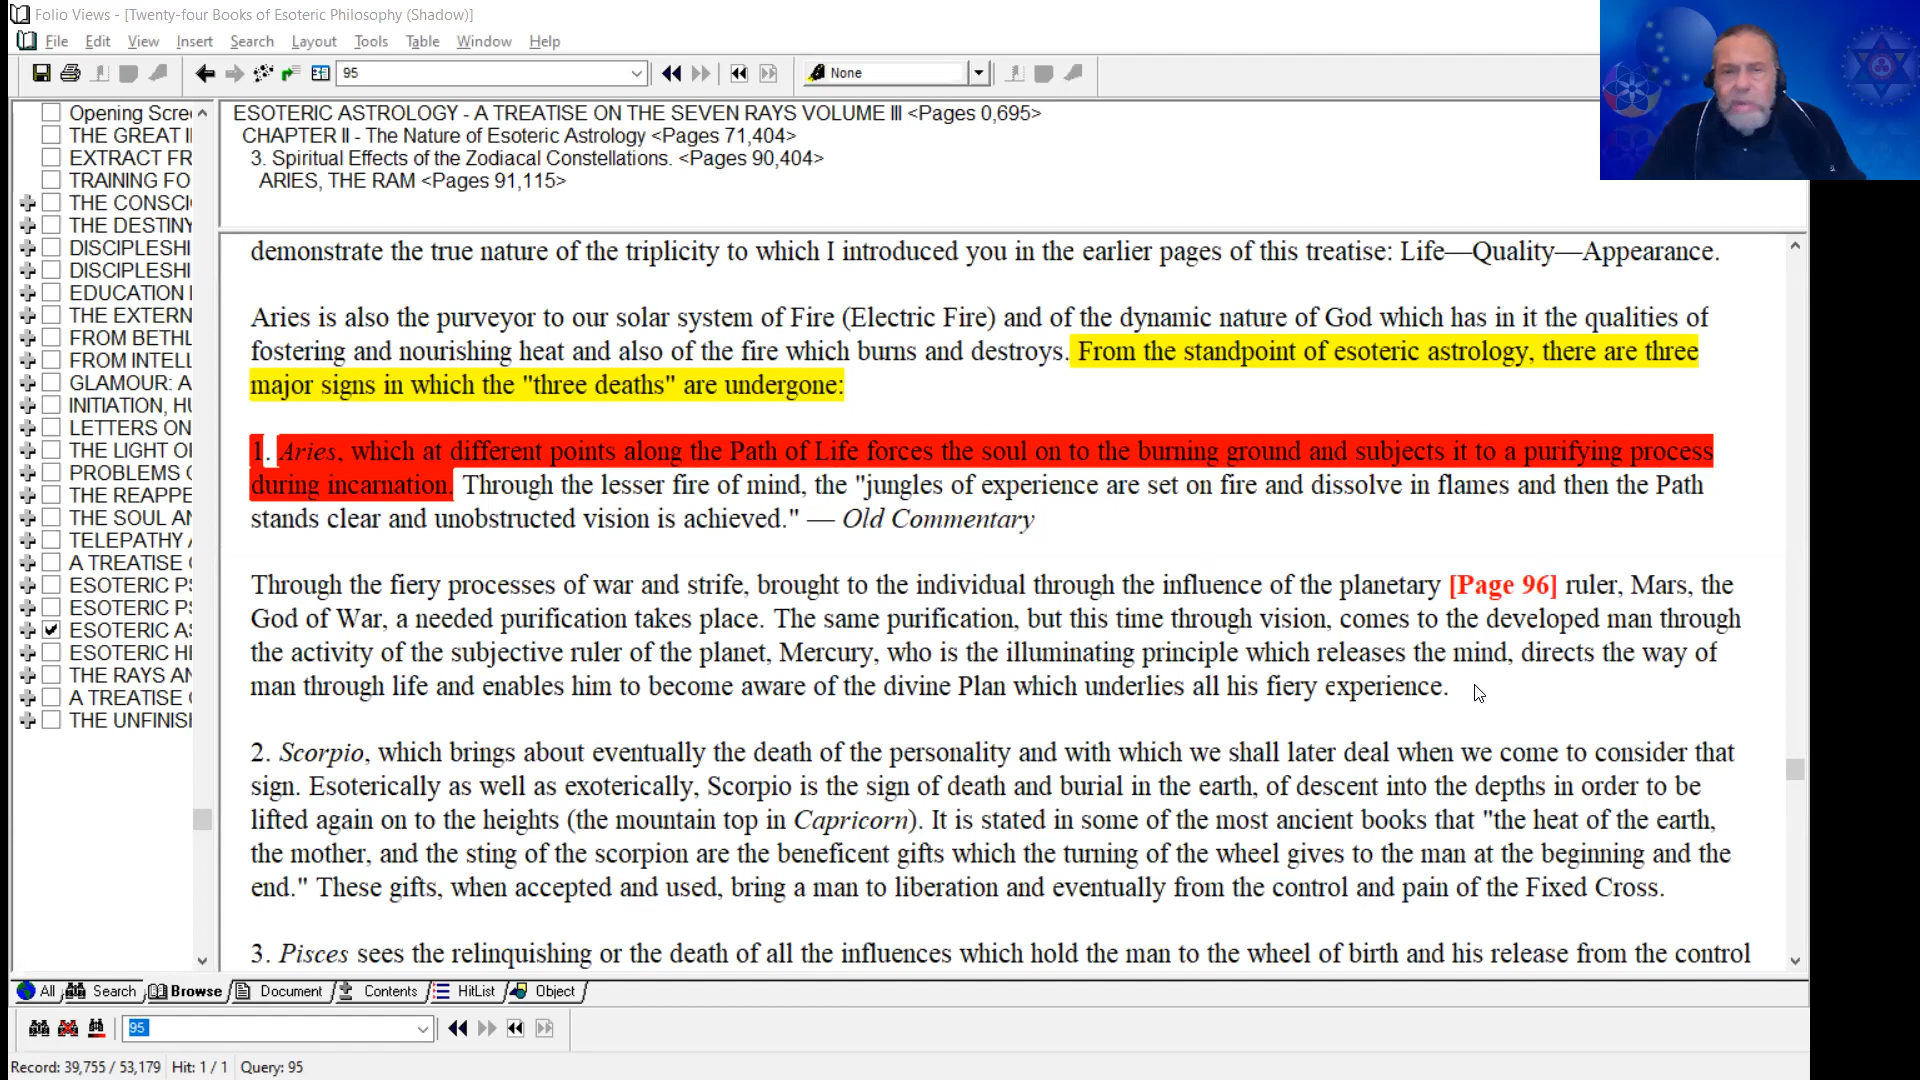 Folio Views - [Twenty-four Books of Esoteric Philosophy (Shadow)]
File Edit View Insert Search Layout Tools Table Window Help
95 None
Opening Scree
THE GREAT I
EXTRACT FR
TRAINING FO
THE CONSCI
THE DESTINY
DISCIPLESHI
DISCIPLESHI
EDUCATION I
THE EXTERN
FROM BETHL
FROM INTELL
GLAMOUR: A
INITIATION, HU
LETTERS ON
THE LIGHT OF
PROBLEMS O
THE REAPPE
THE SOUL AN
TELEPATHY A
A TREATISE O
ESOTERIC PS
ESOTERIC PS
ESOTERIC AS
ESOTERIC HE
THE RAYS AN
A TREATISE O
THE UNFINISH
ESOTERIC ASTROLOGY - A TREATISE ON THE SEVEN RAYS VOLUME III <Pages 0,695>
CHAPTER II - The Nature of Esoteric Astrology <Pages 71,404>
3. Spiritual Effects of the Zodiacal Constellations. <Pages 90,404>
ARIES, THE RAM <Pages 91,115>
demonstrate the true nature of the triplicity to which I introduced you in the earlier pages of this treatise: Life—Quality—Appearance.
Aries is also the purveyor to our solar system of Fire (Electric Fire) and of the dynamic nature of God which has in it the qualities of
fostering and nourishing heat and also of the fire which burns and destroys. From the standpoint of esoteric astrology, there are three
major signs in which the "three deaths" are undergone:
1. Aries, which at different points along the Path of Life forces the soul on to the burning ground and subjects it to a purifying process
during incarnation. Through the lesser fire of mind, the "jungles of experience are set on fire and dissolve in flames and then the Path
stands clear and unobstructed vision is achieved." — Old Commentary
Through the fiery processes of war and strife, brought to the individual through the influence of the planetary [Page 96] ruler, Mars, the
God of War, a needed purification takes place. The same purification, but this time through vision, comes to the developed man through
the activity of the subjective ruler of the planet, Mercury, who is the illuminating principle which releases the mind, directs the way of
man through life and enables him to become aware of the divine Plan which underlies all his fiery experience.
2. Scorpio, which brings about eventually the death of the personality and with which we shall later deal when we come to consider that
sign. Esoterically as well as exoterically, Scorpio is the sign of death and burial in the earth, of descent into the depths in order to be
lifted again on to the heights (the mountain top in Capricorn). It is stated in some of the most ancient books that "the heat of the earth,
the mother, and the sting of the scorpion are the beneficent gifts which the turning of the wheel gives to the man at the beginning and the
end." These gifts, when accepted and used, bring a man to liberation and eventually from the control and pain of the Fixed Cross.
3. Pisces sees the relinquishing or the death of all the influences which hold the man to the wheel of birth and his release from the control
All Search Browse Document Contents HitList Object
95
Record: 39,755 / 53,179 Hit: 1 / 1 Query: 95